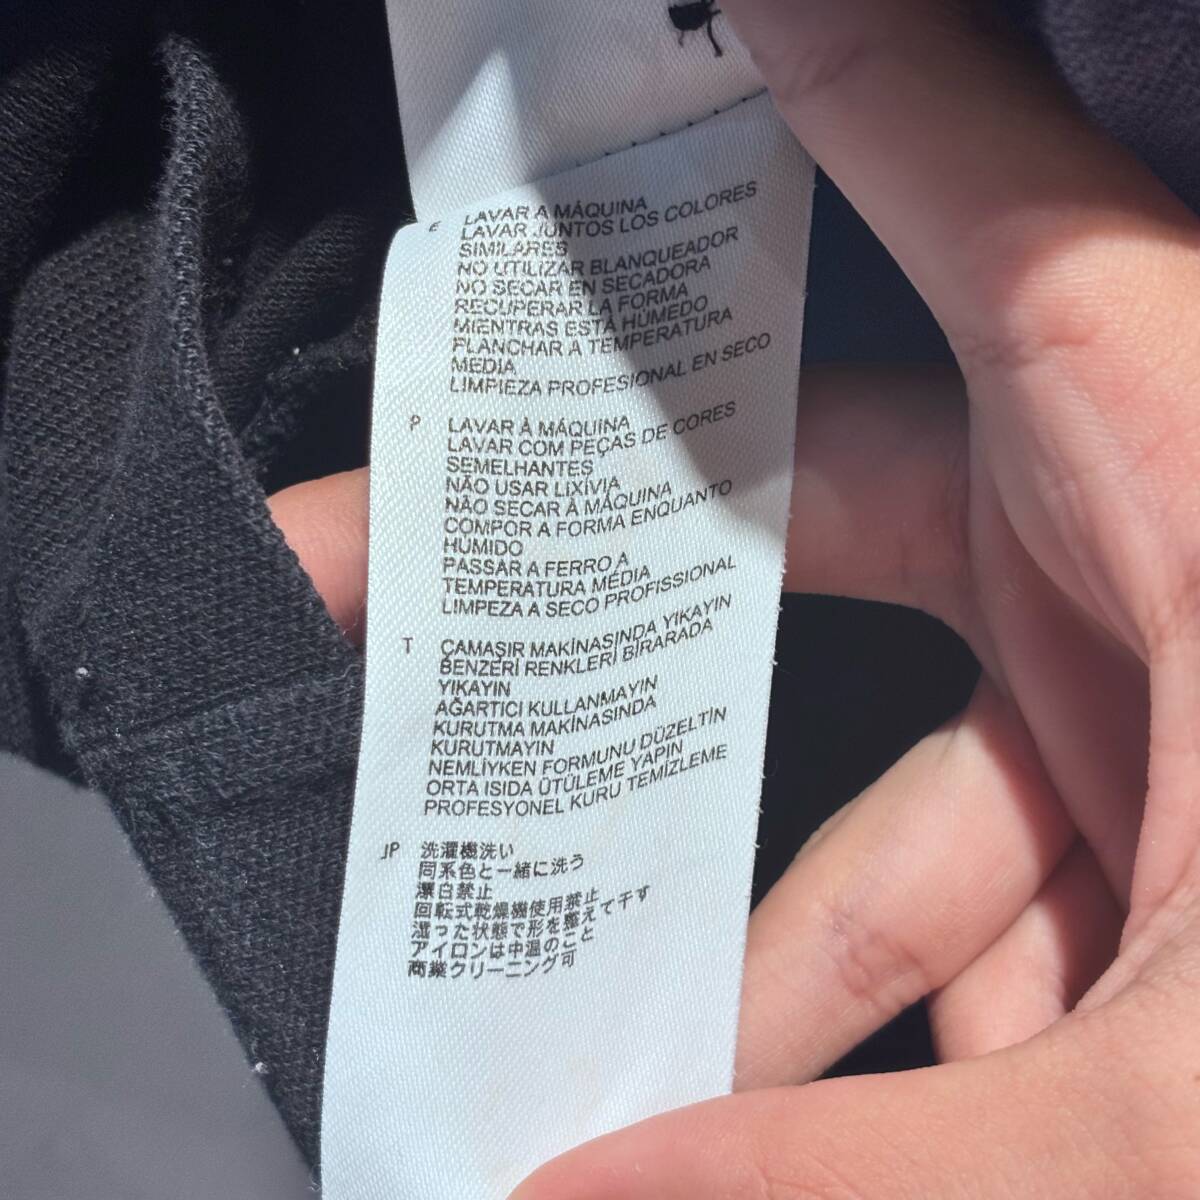 E LAVAR A MÁQUINA
LAVAR JUNTOS LOS COLORES
SIMILARES
NO UTILIZAR BLANQUEADOR
NO SECAR EN SECADORA
RECUPERAR LA FORMA
MIENTRAS ESTÁ HÚMEDO
PLANCHAR A TEMPERATURA
MEDIA
LIMPIEZA PROFESIONAL EN SECO
P LAVAR À MÁQUINA
LAVAR COM PEÇAS DE CORES
SEMELHANTES
NÃO USAR LIXÍVIA
NÃO SECAR À MÁQUINA
COMPOR A FORMA ENQUANTO
HÚMIDO
PASSAR A FERRO A
TEMPERATURA MÉDIA
LIMPEZA A SECO PROFISSIONAL
T ÇAMAŞIR MAKİNASINDA YIKAYIN
BENZERİ RENKLERİ BİRARADA
YIKAYIN
AĞARTICI KULLANMAYIN
KURUTMA MAKİNASINDA
KURUTMAYIN
NEMLİYKEN FORMUNU DÜZELTİN
ORTA ISIDA ÜTÜLEME YAPIN
PROFESYONEL KURU TEMİZLEME
JP 洗濯機洗い
同系色と一緒に洗う
漂白禁止
回転式乾燥機使用禁止
湿った状態で形を整えて干す
アイロンは中温のこと
商業クリーニング可